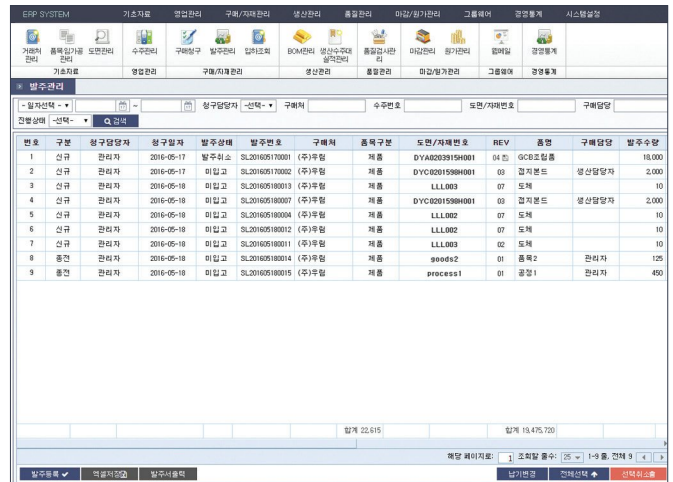 ERP SYSTEM 기초자료 영업관리 구매/자재관리 생산관리 품질관리 마감/원가관리 그룹웨어 경영통계 시스템설정
거래처관리 품목입가공관리 도면관리 수주관리 구매청구 발주관리 입하조회 BOM관리 생산수주대실적관리 품질검사관리 마감관리 원가관리 웹메일 경영통계
기초자료 영업관리 구매/자재관리 생산관리 품질관리 마감/원가관리 그룹웨어 경영통계
발주관리
- 일자선택 - ~ 청구담당자 -선택- 구매처 수주번호 도면/자재번호 구매담당
진행상태 -선택- 검색
번호 구분 청구담당자 청구일자 발주상태 발주번호 구매처 품목구분 도면/자재번호 REV 품명 구매담당 발주수량
1 신규 관리자 2016-05-17 발주취소 SL201605170001 (주)우림 제품 DYA0203915H001 04 GCB조립품 18,000
2 신규 관리자 2016-05-17 미입고 SL201605170002 (주)우림 제품 DYC0201598H001 03 접지본드 생산담당자 2,000
3 신규 관리자 2016-05-18 미입고 SL201605180013 (주)우림 제품 LLL003 07 도체 10
4 신규 관리자 2016-05-18 미입고 SL201605180007 (주)우림 제품 DYC0201598H001 03 접지본드 생산담당자 2,000
5 신규 관리자 2016-05-18 미입고 SL201605180004 (주)우림 제품 LLL002 07 도체 10
6 신규 관리자 2016-05-18 미입고 SL201605180012 (주)우림 제품 LLL002 07 도체 10
7 신규 관리자 2016-05-18 미입고 SL201605180011 (주)우림 제품 LLL003 02 도체 10
8 종전 관리자 2016-05-18 미입고 SL201605180014 (주)우림 제품 goods2 01 품목2 관리자 125
9 종전 관리자 2016-05-18 미입고 SL201605180015 (주)우림 제품 process1 01 공정1 관리자 450
합계 22,615 합계 19,475,720
해당 페이지로: 1 조회할 줄수: 25 1-9 줄, 전체 9
발주등록 엑셀저장 발주서출력 납기변경 전체선택 선택취소